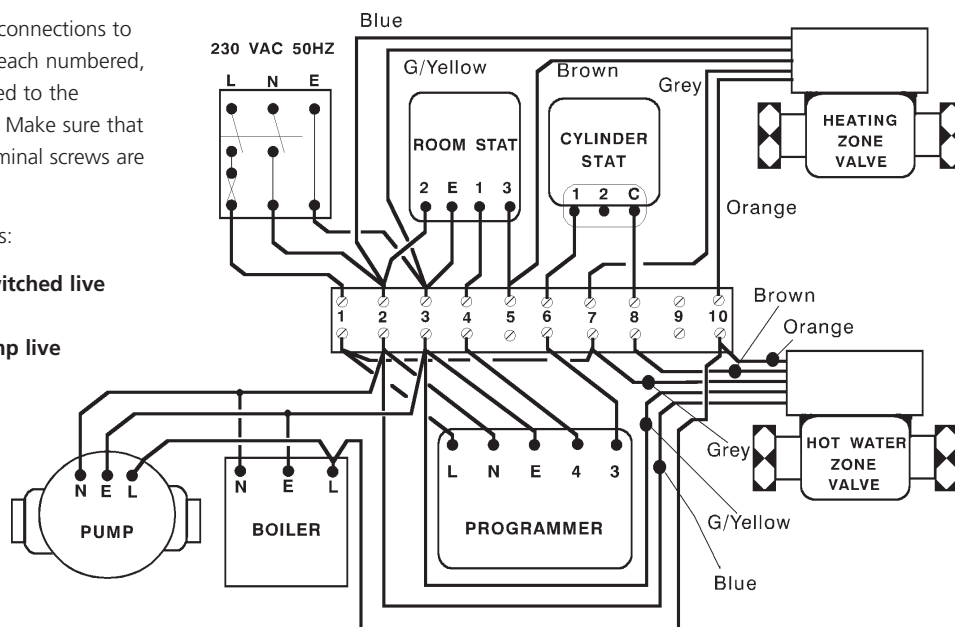 connections to
each numbered,
ed to the
Make sure that
minal screws are
s:
vitched live
np live
Blue
230 VAC 50HZ
L N E
G/Yellow
Brown
Grey
ROOM STAT
2 E 1 3
CYLINDER
STAT
1 2 C
HEATING
ZONE
VALVE
Orange
1 2 3 4 5 6 7 8 9 10
Brown
Orange
N E L
PUMP
N E L
BOILER
L N E 4 3
PROGRAMMER
Grey
HOT WATER
ZONE
VALVE
G/Yellow
Blue